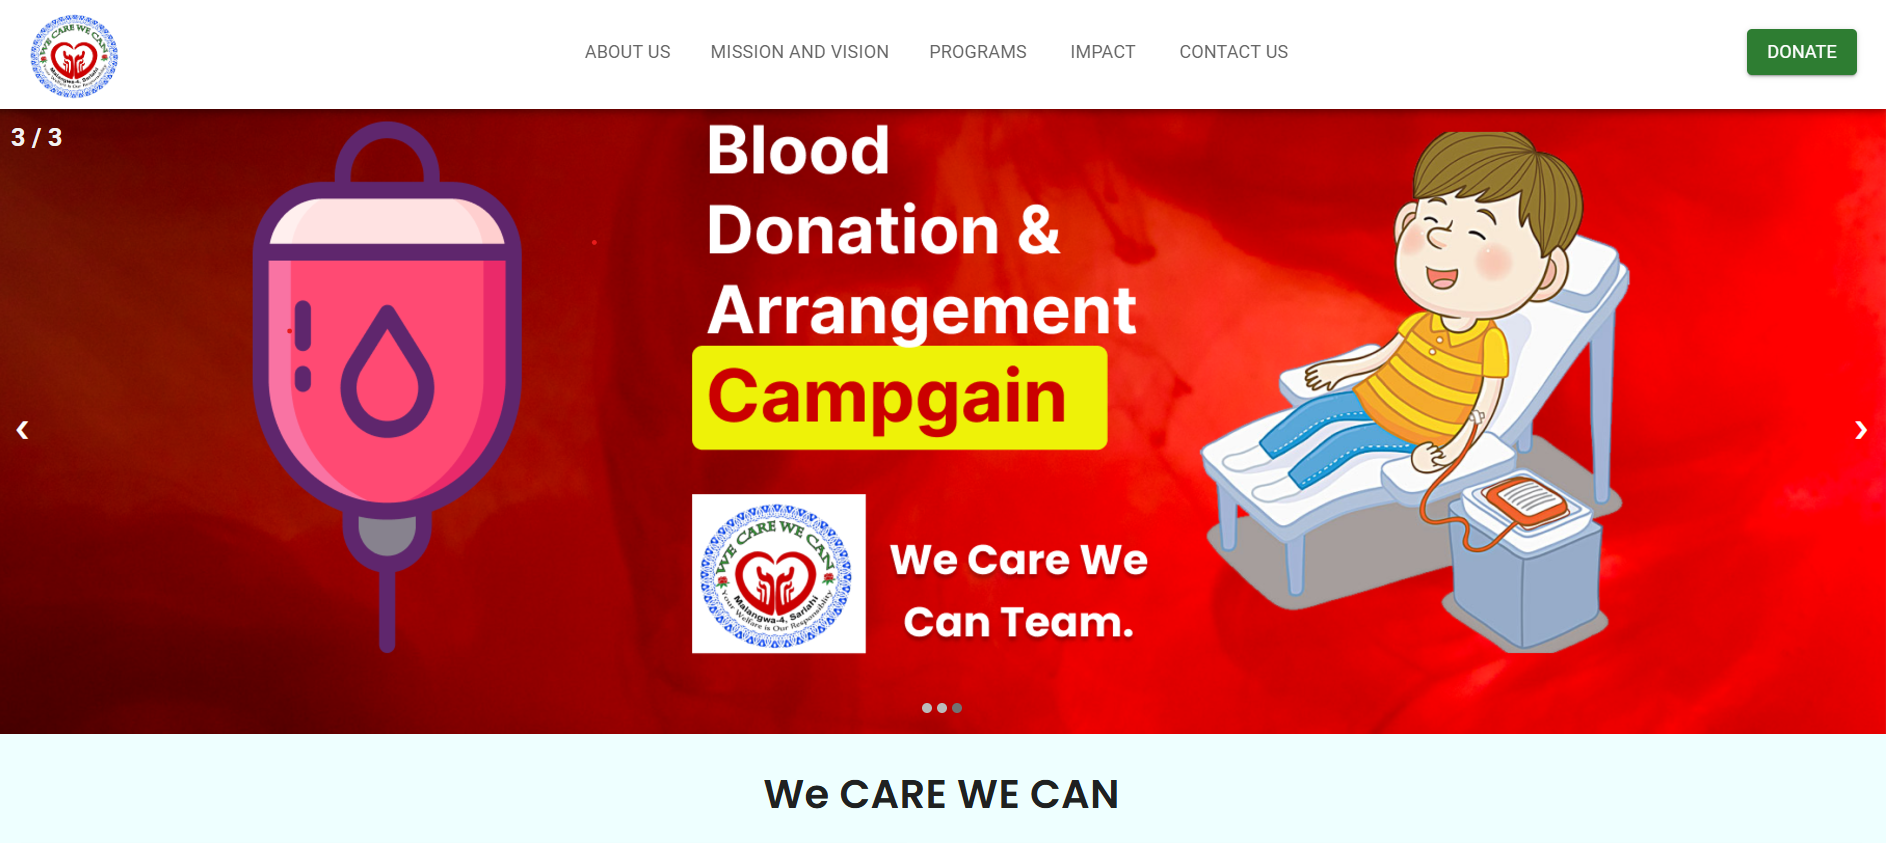 WE CARE WE CAN
Malangwa-4, Sarlahi
Your Welfare is Our Responsibility
ABOUT US
MISSION AND VISION
PROGRAMS
IMPACT
CONTACT US
DONATE
3 / 3
Blood
Donation &
Arrangement
Campgain
❮
❯
WE CARE WE CAN
Malangwa-4, Sarlahi
Your Welfare is Our Responsibility
We Care We
Can Team.
We CARE WE CAN